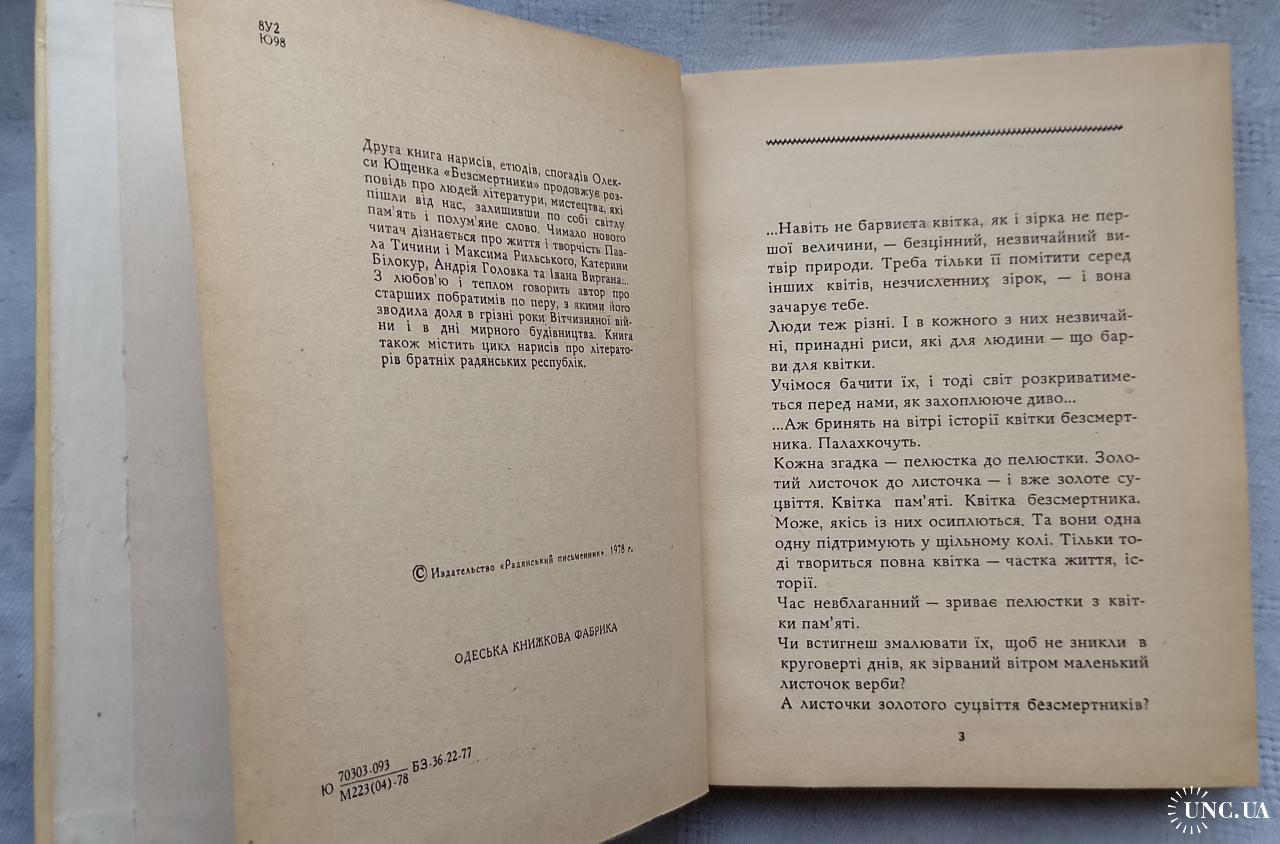 8У2
Ю98
Друга книга нарисів, етюдів, спогадів Олек-
си Ющенка «Безсмертники» продовжує роз-
повідь про людей літератури, мистецтва, які
пішли від нас, залишивши по собі світлу
пам'ять і полум'яне слово. Чимало нового
читач дізнається про життя і творчість Пав-
ла Тичини і Максима Рильського, Катерини
Білокур, Андрія Головка та Івана Виргана...
З любов'ю і теплом говорить автор про
старших побратимів по перу, з якими його
зводила доля в грізні роки Вітчизняної вій-
ни і в дні мирного будівництва. Книга
також містить цикл нарисів про літерато-
рів братніх радянських республік.
© Издательство «Радянський письменник», 1978 г.
ОДЕСЬКА КНИЖКОВА ФАБРИКА
Ю 70303-093 БЗ-36-22-77
М223(04)-78
...Навіть не барвиста квітка, як і зірка не пер-
шої величини, — безцінний, незвичайний ви-
твір природи. Треба тільки її помітити серед
інших квітів, незчисленних зірок, — і вона
зачарує тебе.
Люди теж різні. І в кожного з них незвичай-
ні, принадні риси, які для людини — що бар-
ви для квітки.
Учімося бачити їх, і тоді світ розкриватиме-
ться перед нами, як захоплююче диво...
...Аж бринять на вітрі історії квітки безсмерт-
ника. Палахкочуть.
Кожна згадка — пелюстка до пелюстки. Золо-
тий листочок до листочка — і вже золоте су-
цвіття. Квітка пам'яті. Квітка безсмертника.
Може, якісь із них осиплються. Та вони одна
одну підтримують у щільному колі. Тільки то-
ді твориться повна квітка — частка життя, іс-
торії.
Час невблаганний — зриває пелюстки з квіт-
ки пам'яті.
Чи встигнеш змалювати їх, щоб не зникли в
круговерті днів, як зірваний вітром маленький
листочок верби?
А листочки золотого суцвіття безсмертників?
3
UNC.UA